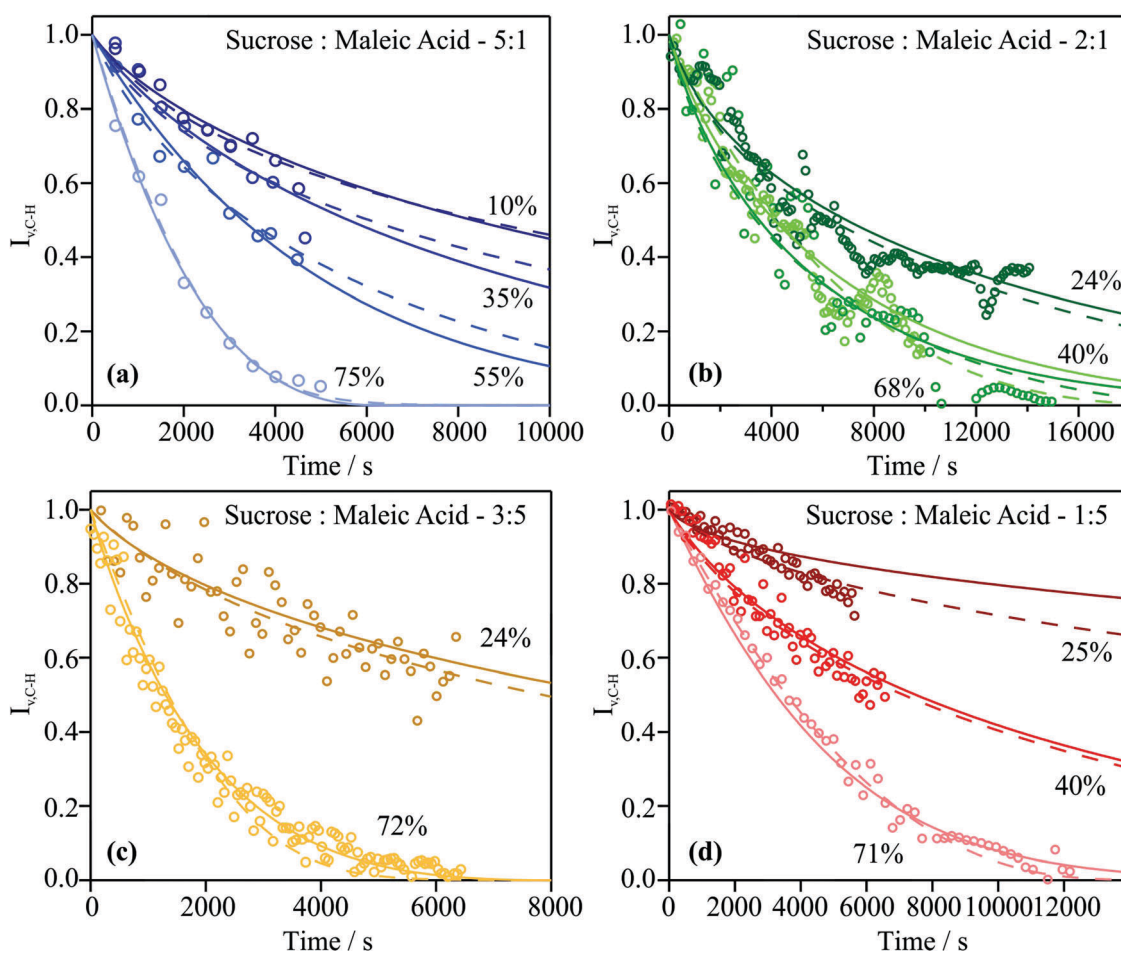 Sucrose : Maleic Acid - 5:1
1.0
0.8
0.6
0.4
0.2
0.0
I_v,C-H
10%
35%
55%
75%
(a)
0 2000 4000 6000 8000 10000
Time / s
Sucrose : Maleic Acid - 2:1
1.0
0.8
0.6
0.4
0.2
0.0
I_v,C-H
24%
40%
68%
(b)
0 4000 8000 12000 16000
Time / s
Sucrose : Maleic Acid - 3:5
1.0
0.8
0.6
0.4
0.2
0.0
I_v,C-H
24%
72%
(c)
0 2000 4000 6000 8000
Time / s
Sucrose : Maleic Acid - 1:5
1.0
0.8
0.6
0.4
0.2
0.0
I_v,C-H
25%
40%
71%
(d)
0 2000 4000 6000 8000 10000 12000
Time / s